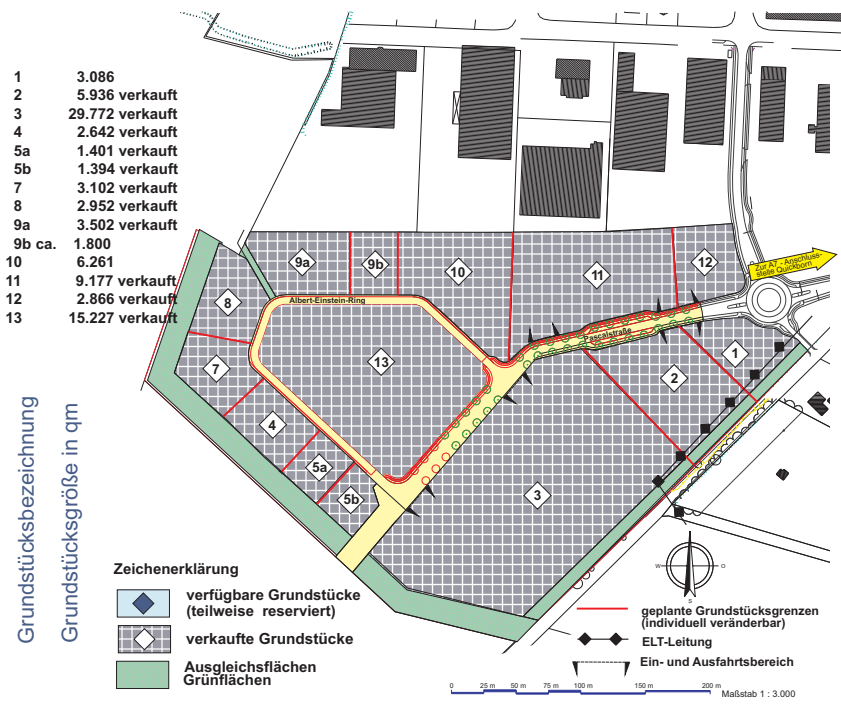 1 3.086
2 5.936 verkauft
3 29.772 verkauft
4 2.642 verkauft
5a 1.401 verkauft
5b 1.394 verkauft
7 3.102 verkauft
8 2.952 verkauft
9a 3.502 verkauft
9b ca. 1.800
10 6.261
11 9.177 verkauft
12 2.866 verkauft
13 15.227 verkauft
Grundstücksbezeichnung
Grundstücksgröße in qm
9a
9b
10
11
12
Zur A7 - Anschluss-
stelle Quickborn
8
Albert-Einstein-Ring
Pascalstraße
13
1
7
2
4
5a
5b
3
Zeichenerklärung
verfügbare Grundstücke
(teilweise reserviert)
verkaufte Grundstücke
Ausgleichsflächen
Grünflächen
W
O
S
geplante Grundstücksgrenzen
(individuell veränderbar)
ELT-Leitung
Ein- und Ausfahrtsbereich
0 25 m 50 m 75 m 100 m 150 m 200 m
Maßstab 1 : 3.000